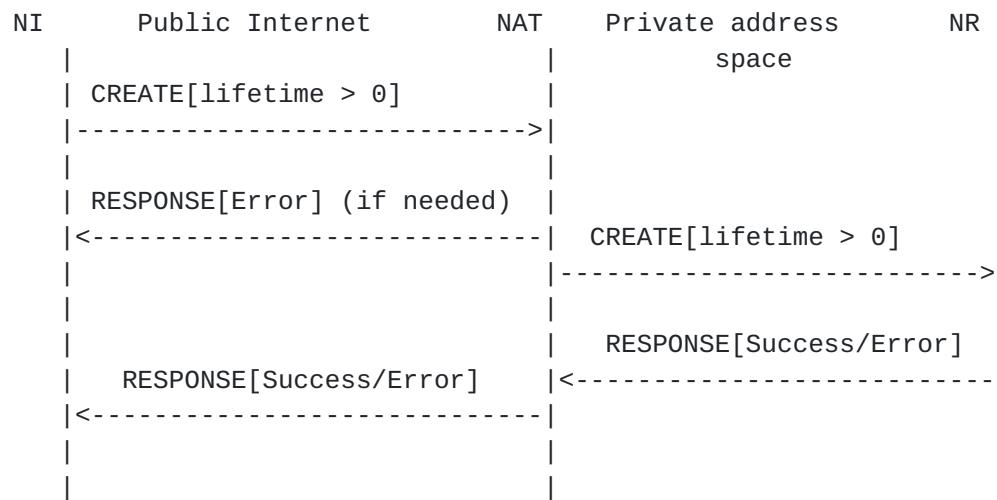 NI      Public Internet        NAT    Private address       NR
   |                              |          space
   | CREATE[lifetime > 0]         |
   |----------------------------->|
   |                              |
   | RESPONSE[Error] (if needed)  |
   |<-----------------------------|  CREATE[lifetime > 0]
   |                              |--------------------------->
   |                              |
   |                              |   RESPONSE[Success/Error]
   |   RESPONSE[Success/Error]    |<---------------------------
   |<-----------------------------|
   |                              |
   |                              |